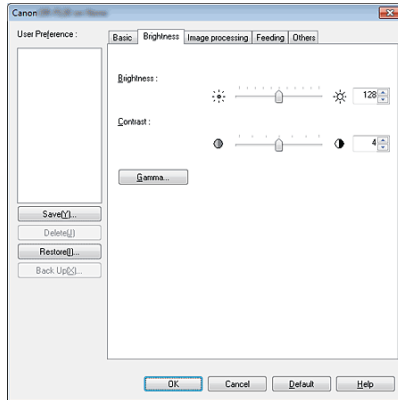 Canon
User Preference :
Basic Brightness Image processing Feeding Others
Brightness :
128
Contrast :
4
Gamma...
Save(Y)...
Delete(J)
Restore(I)...
Back Up(K)...
OK Cancel Default Help